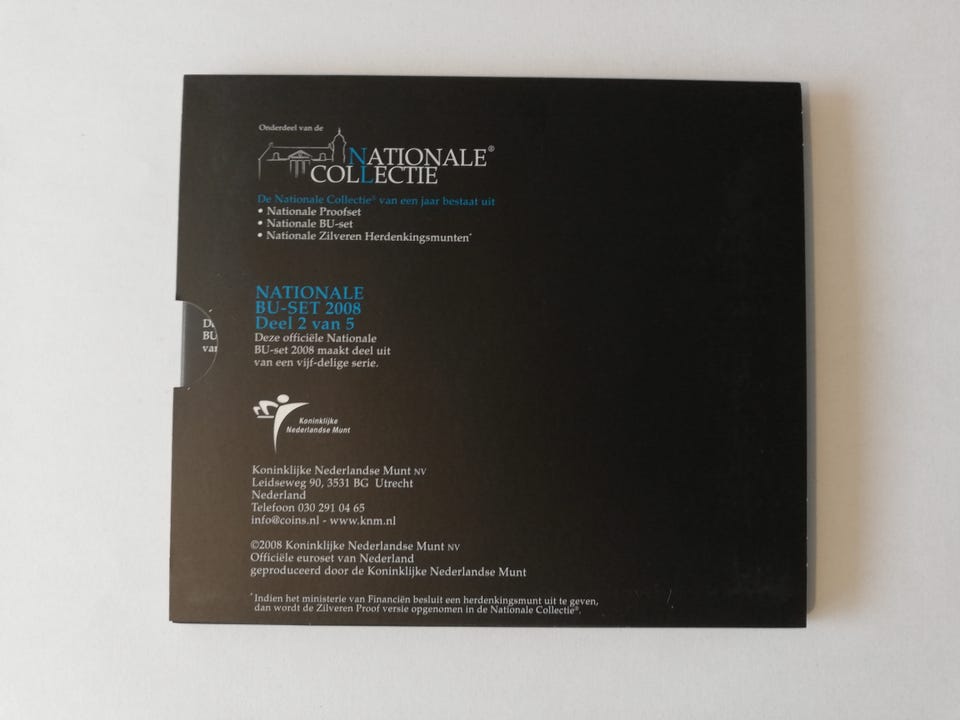 Onderdeel van de
NATIONALE®
COLLECTIE
De Nationale Collectie® van een jaar bestaat uit
• Nationale Proofset
• Nationale BU-set
• Nationale Zilveren Herdenkingsmunten*
NATIONALE
BU-SET 2008
Deel 2 van 5
Deze officiële Nationale
BU-set 2008 maakt deel uit
van een vijf-delige serie.
BU
van
Koninklijke
Nederlandse Munt
Koninklijke Nederlandse Munt NV
Leidseweg 90, 3531 BG Utrecht
Nederland
Telefoon 030 291 04 65
info@coins.nl - www.knm.nl
©2008 Koninklijke Nederlandse Munt NV
Officiële euroset van Nederland
geproduceerd door de Koninklijke Nederlandse Munt
*Indien het ministerie van Financiën besluit een herdenkingsmunt uit te geven,
dan wordt de Zilveren Proof versie opgenomen in de Nationale Collectie®.